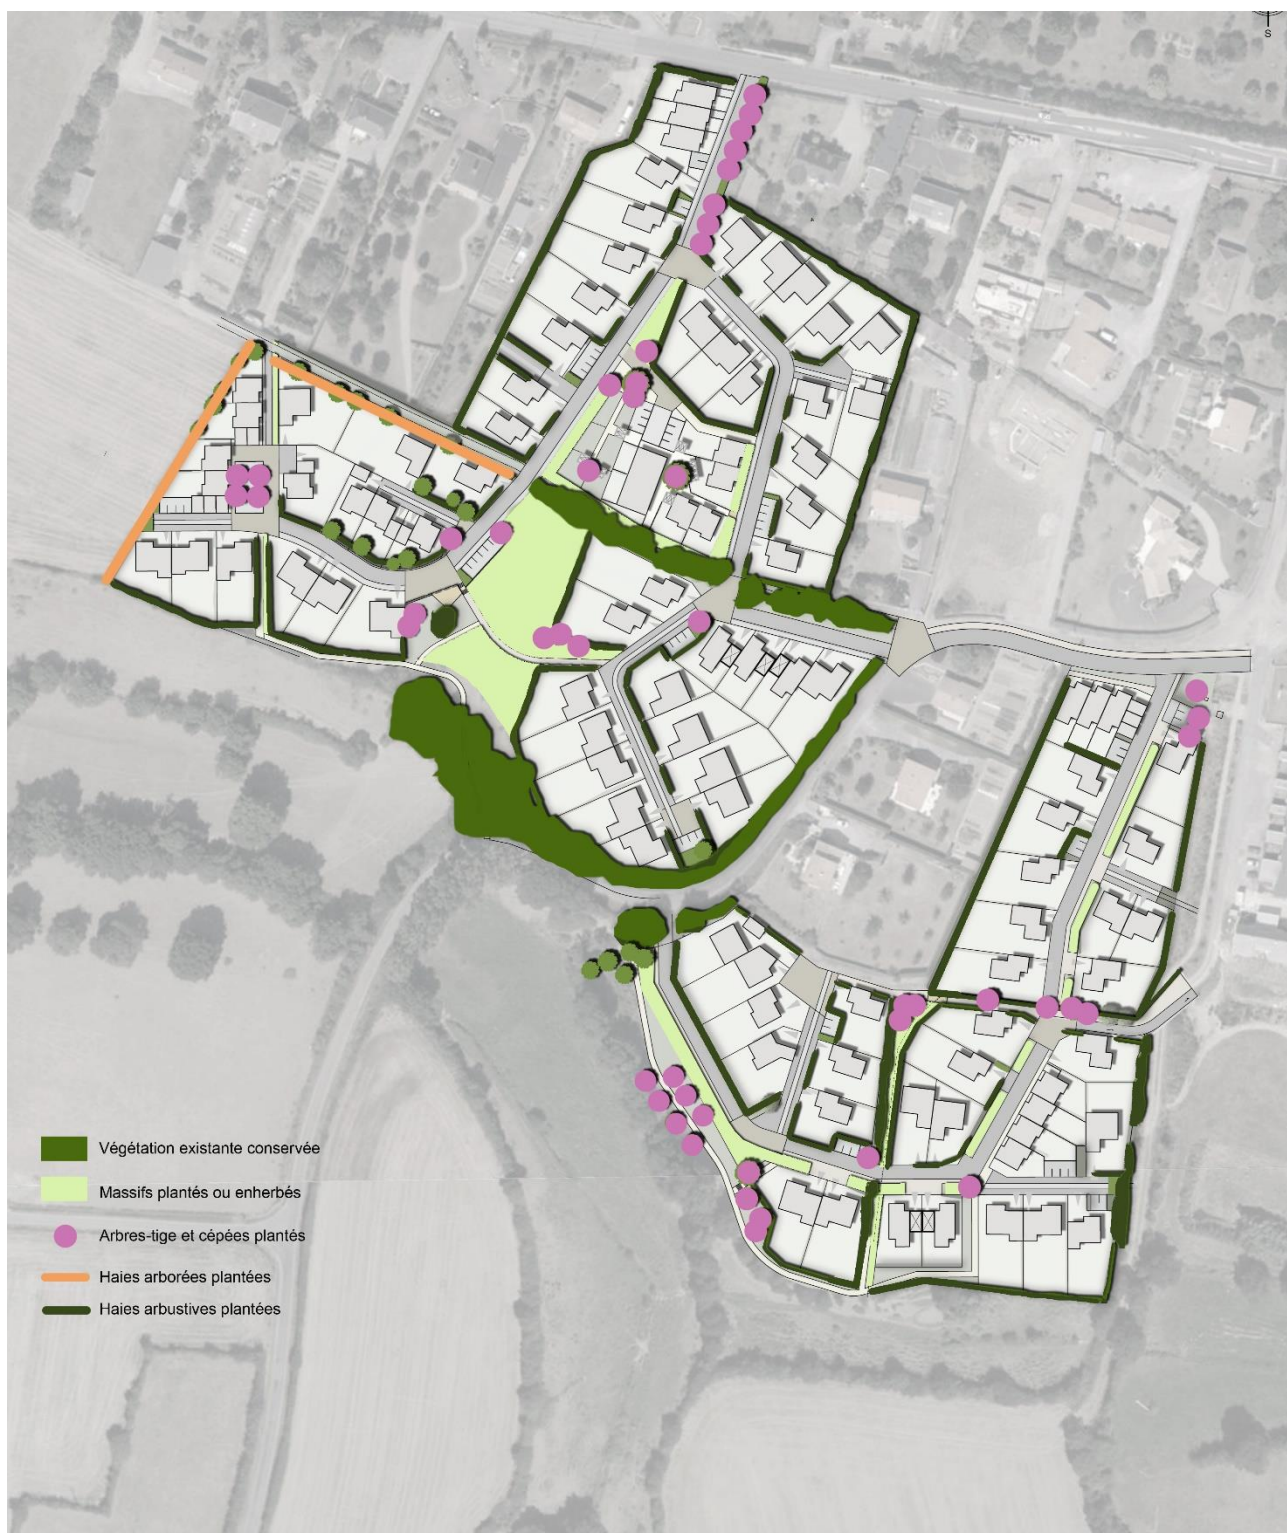 S
Végétation existante conservée
Massifs plantés ou enherbés
Arbres-tige et cépées plantés
Haies arborées plantées
Haies arbustives plantées